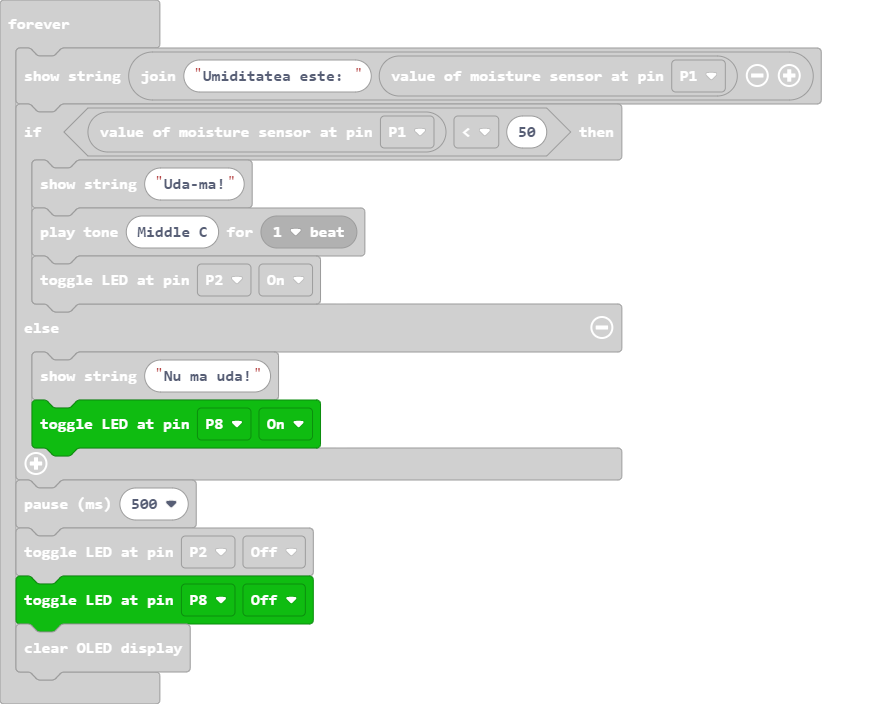 forever
show string join "Umiditatea este: " value of moisture sensor at pin P1
if value of moisture sensor at pin P1 < 50 then
show string "Uda-ma!"
play tone Middle C for 1 beat
toggle LED at pin P2 On
else
show string "Nu ma uda!"
toggle LED at pin P8 On
pause (ms) 500
toggle LED at pin P2 Off
toggle LED at pin P8 Off
clear OLED display